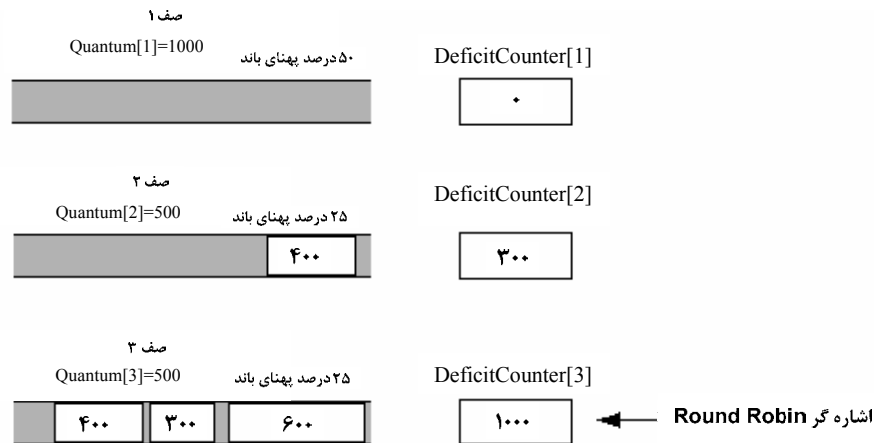 صف ۱
Quantum[1]=1000
۵۰ درصد پهنای باند
DeficitCounter[1]
۰
صف ۲
Quantum[2]=500
۲۵ درصد پهنای باند
DeficitCounter[2]
۴۰۰
۳۰۰
صف ۳
Quantum[3]=500
۲۵ درصد پهنای باند
DeficitCounter[3]
۴۰۰ ۳۰۰ ۶۰۰
۱۰۰۰
اشاره گر Round Robin